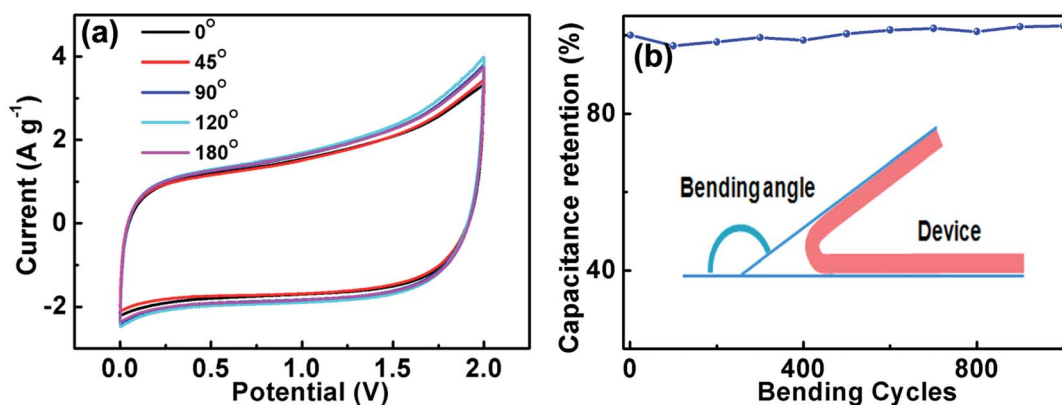 (a)
0°
45°
90°
120°
180°
4
2
0
-2
Current (A g⁻¹)
0.0 0.5 1.0 1.5 2.0
Potential (V)
(b)
80
40
Capacitance retention (%)
Bending angle
Device
0 400 800
Bending Cycles